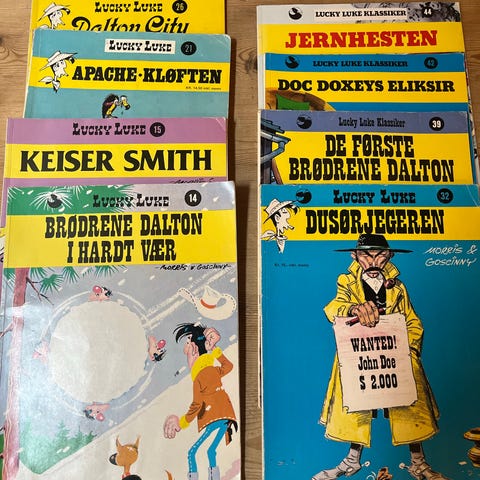 LUCKY LUKE 26
Dalton City
LUCKY LUKE 21
APACHE-KLØFTEN
LUCKY LUKE 15
KEISER SMITH
LUCKY LUKE 14
BRØDRENE DALTON
I HARDT VÆR
MORRIS & GOSCINNY
LUCKY LUKE KLASSIKER 44
JERNHESTEN
LUCKY LUKE KLASSIKER 42
DOC DOXEYS ELIKSIR
Lucky Luke Klassiker 39
DE FØRSTE
BRØDRENE DALTON
LUCKY LUKE 32
DUSØRJEGEREN
MORRIS &
GOSCINNY
WANTED!
John Doe
$ 2.000